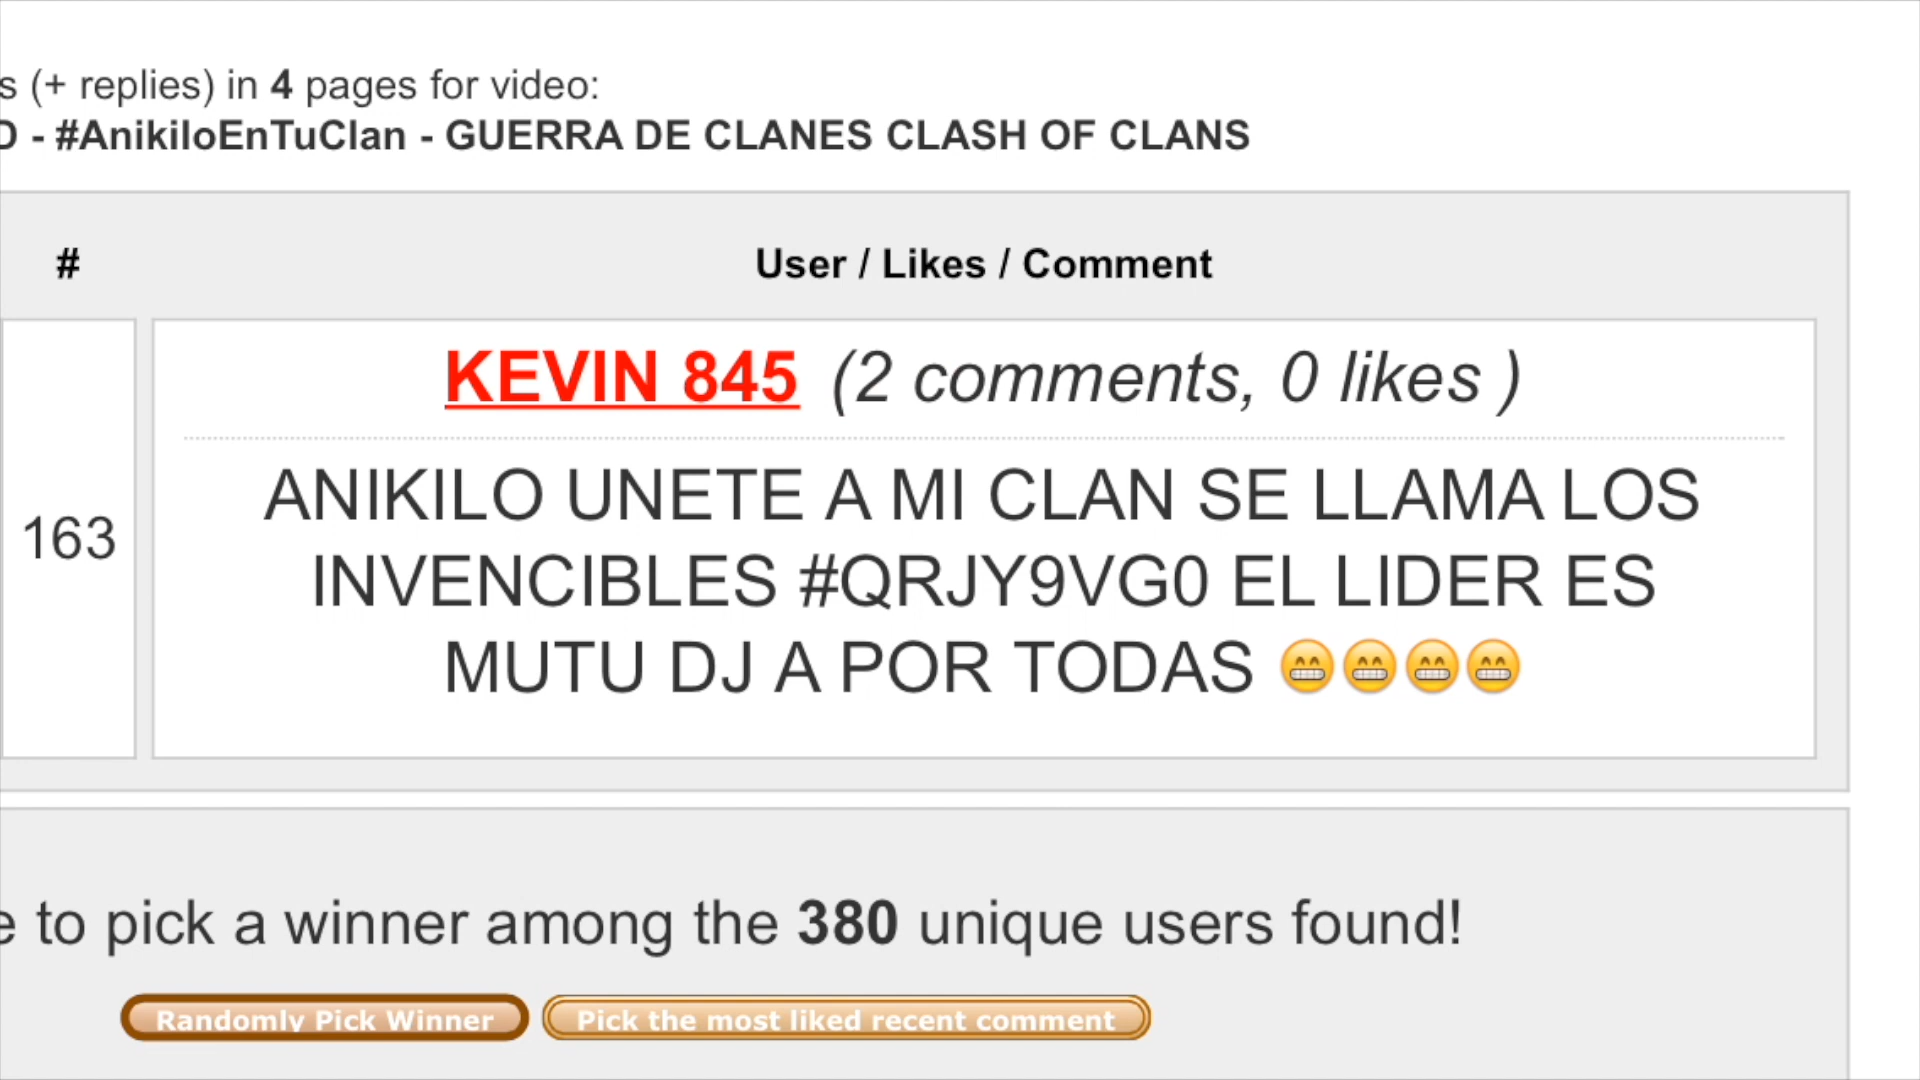 s (+ replies) in 4 pages for video:
- #AnikiloEnTuClan - GUERRA DE CLANES CLASH OF CLANS
# User / Likes / Comment
KEVIN 845 (2 comments, 0 likes )
163
ANIKILO UNETE A MI CLAN SE LLAMA LOS
INVENCIBLES #QRJY9VG0 EL LIDER ES
MUTU DJ A POR TODAS 😁😁😁😁
e to pick a winner among the 380 unique users found!
Randomly Pick Winner Pick the most liked recent comment